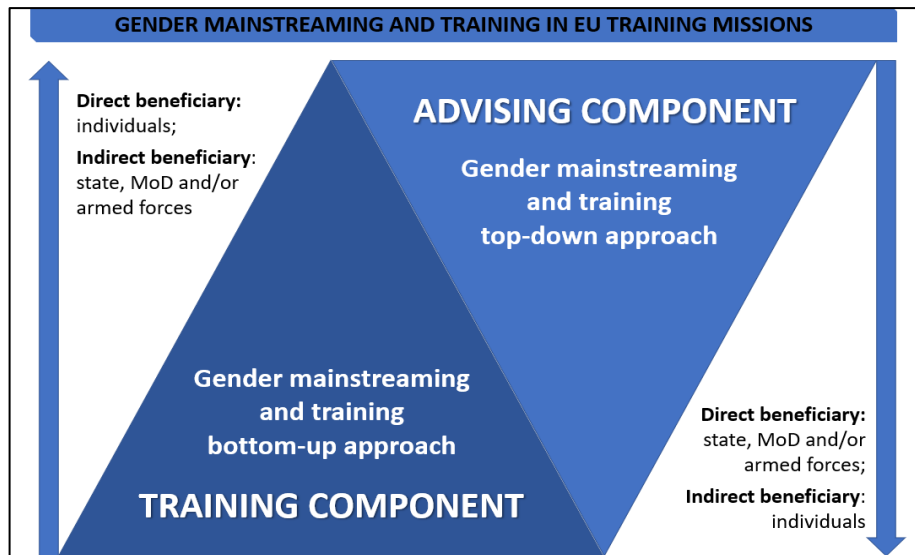 GENDER MAINSTREAMING AND TRAINING IN EU TRAINING MISSIONS
Direct beneficiary:
individuals;
Indirect beneficiary:
state, MoD and/or
armed forces
ADVISING COMPONENT
Gender mainstreaming
and training
top-down approach
Gender mainstreaming
and training
bottom-up approach
TRAINING COMPONENT
Direct beneficiary:
state, MoD and/or
armed forces;
Indirect beneficiary:
individuals